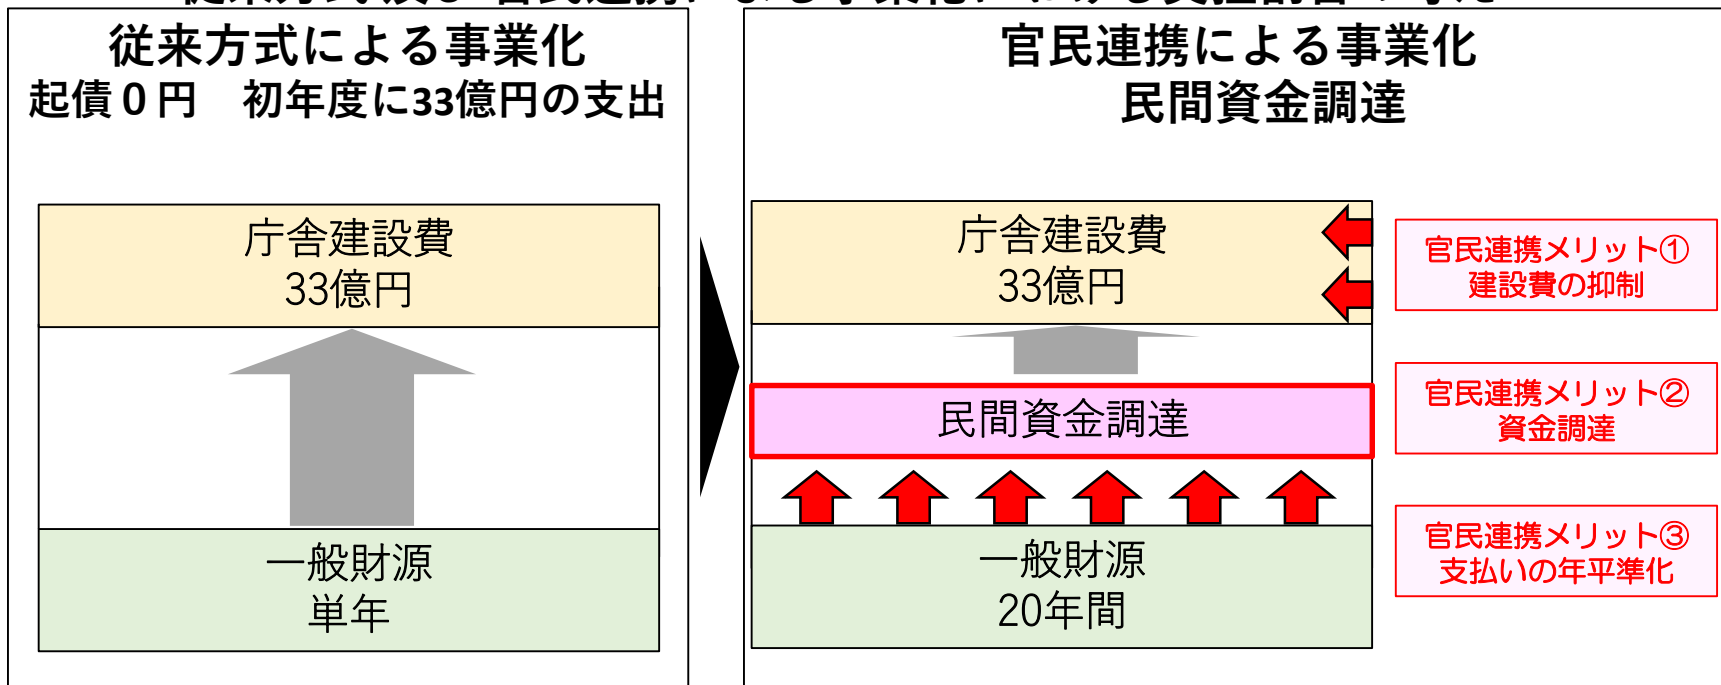 従来方式による事業化
起債０円　初年度に33億円の支出
庁舎建設費
33億円
一般財源
単年
官民連携による事業化
民間資金調達
庁舎建設費
33億円
民間資金調達
一般財源
20年間
官民連携メリット①
建設費の抑制
官民連携メリット②
資金調達
官民連携メリット③
支払いの年平準化